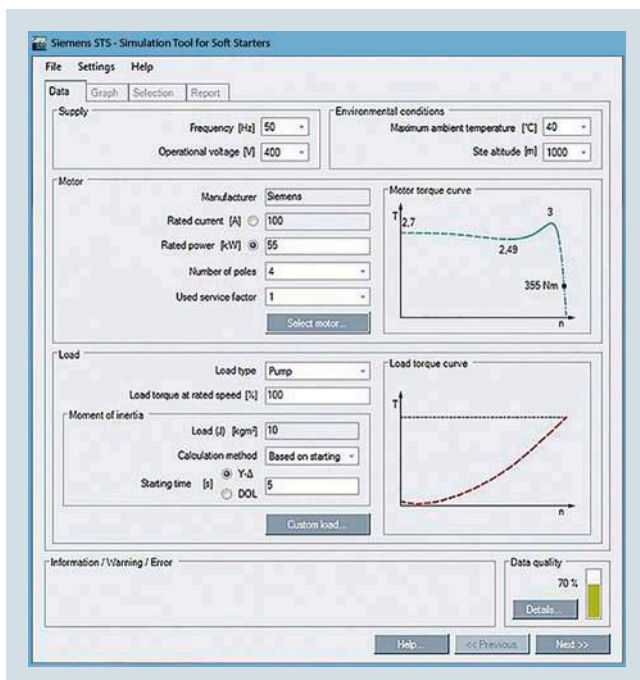 Siemens STS - Simulation Tool for Soft Starters
File Settings Help
Data Graph Selection Report
Supply
Frequency [Hz] 50
Operational voltage [V] 400
Environmental conditions
Maximum ambient temperature [°C] 40
Site altitude [m] 1000
Motor
Manufacturer Siemens
Rated current [A] 100
Rated power [kW] 55
Number of poles 4
Used service factor 1
Select motor...
Motor torque curve
T
2,7
3
2,49
355 Nm
n
Load
Load type Pump
Load torque at rated speed [%] 100
Moment of inertia
Load (J) [kgm²] 10
Calculation method Based on starting
Starting time [s] Y-Δ 5
DOL
Custom load...
Load torque curve
T
n
Information / Warning / Error
Data quality
70 %
Details...
Help... << Previous Next >>